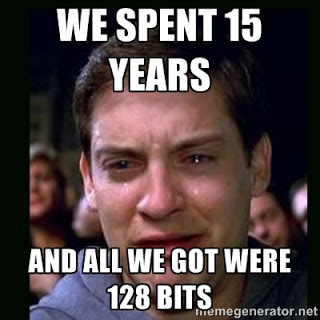 WE SPENT 15
YEARS
AND ALL WE GOT WERE
128 BITS
memegenerator.net